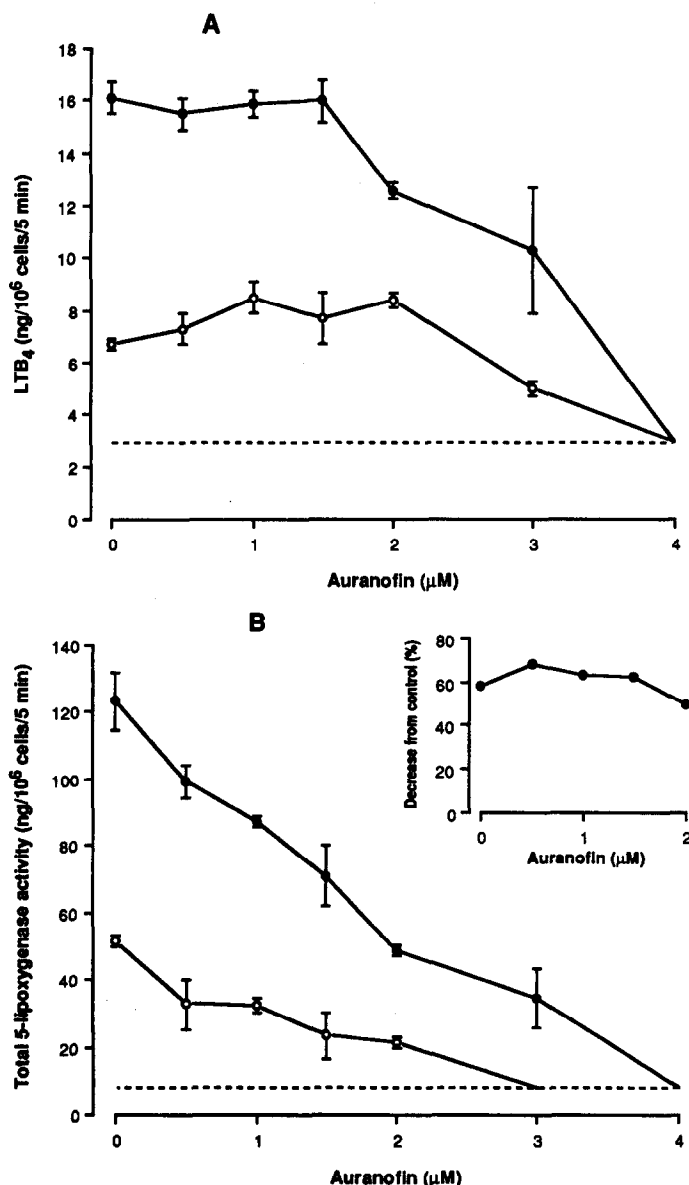 A
18
16
14
12
10
8
6
4
2
0
LTB4 (ng/10⁶ cells/5 min)
0 1 2 3 4
Auranofin (μM)
B
140
120
100
80
60
40
20
0
Total 5-lipoxygenase activity (ng/10⁶ cells/5 min)
80
60
40
20
0
Decrease from control (%)
0 1 2
Auranofin (μM)
0 1 2 3 4
Auranofin (μM)